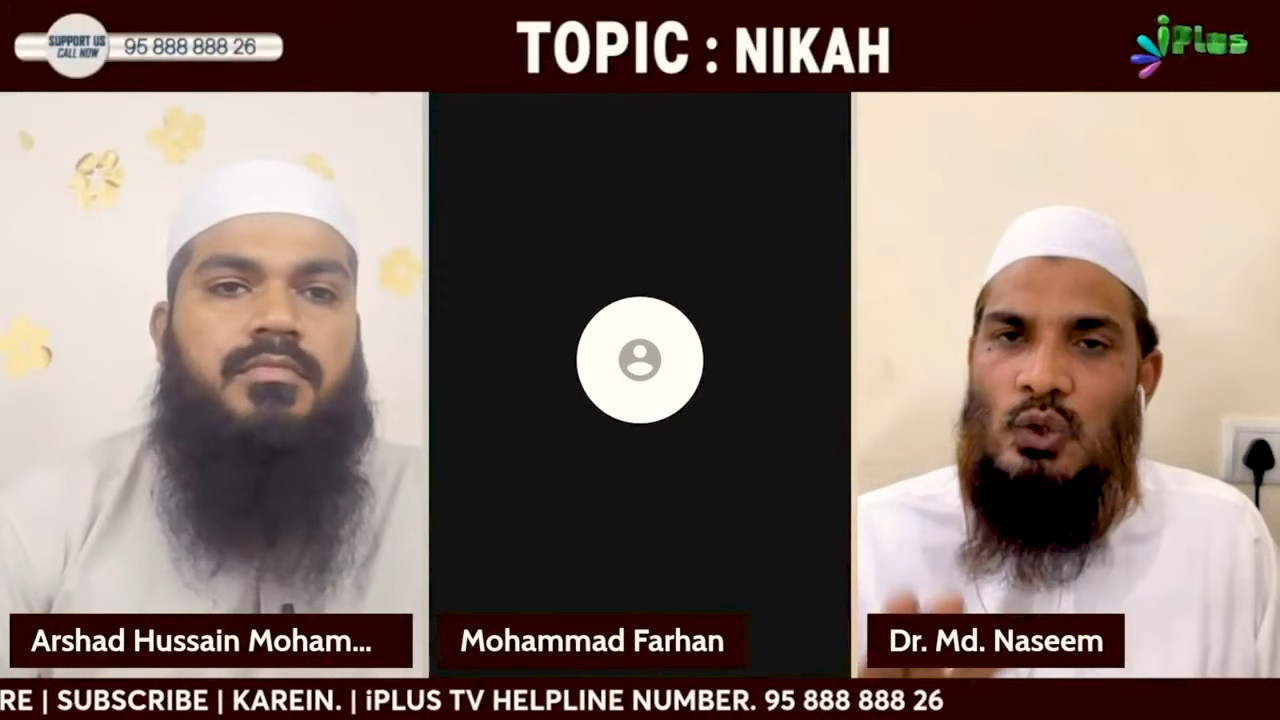 SUPPORT US
CALL NOW
95 888 888 26
TOPIC : NIKAH
iPlus
Arshad Hussain Moham...
Mohammad Farhan
Dr. Md. Naseem
RE | SUBSCRIBE | KAREIN. | iPLUS TV HELPLINE NUMBER. 95 888 888 26